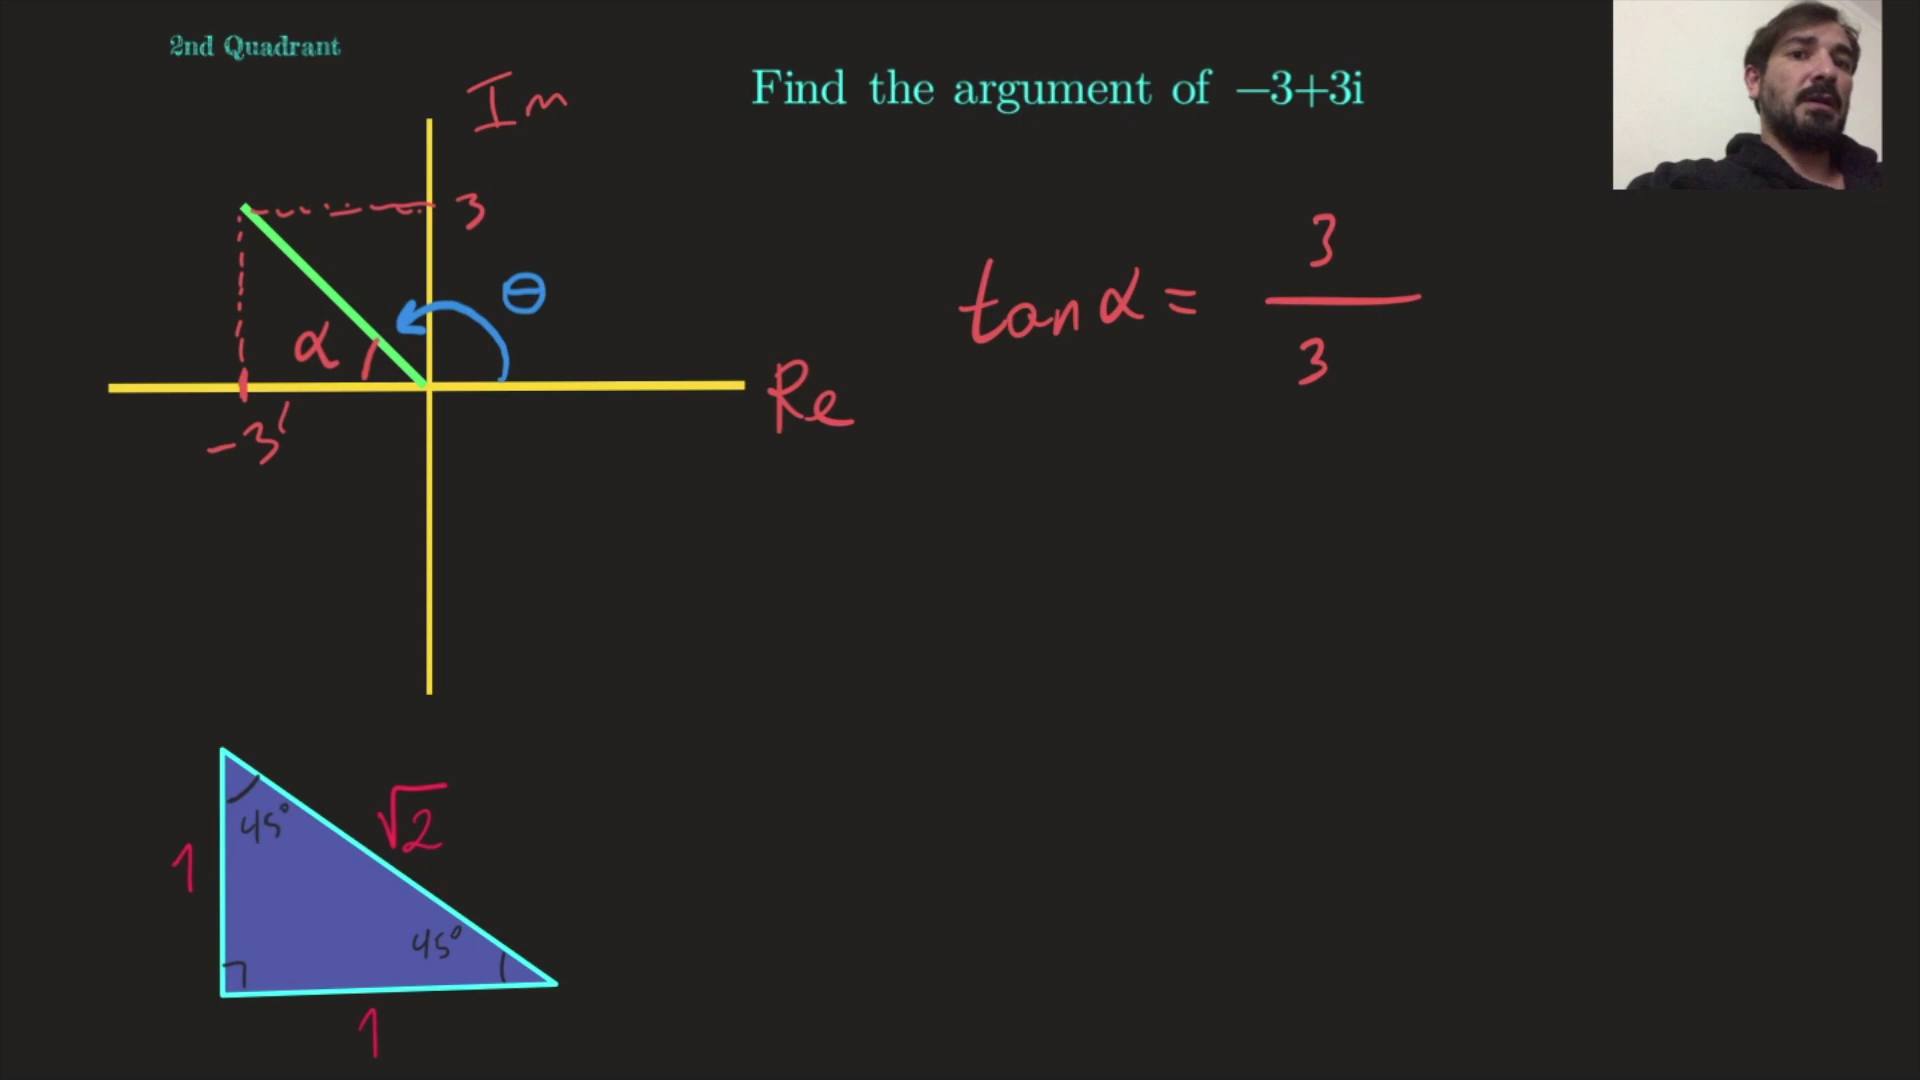 2nd Quadrant
Find the argument of −3+3i
Im
3
θ
α
Re
-3
tan α = 3/3
45°
√2
1
45°
1